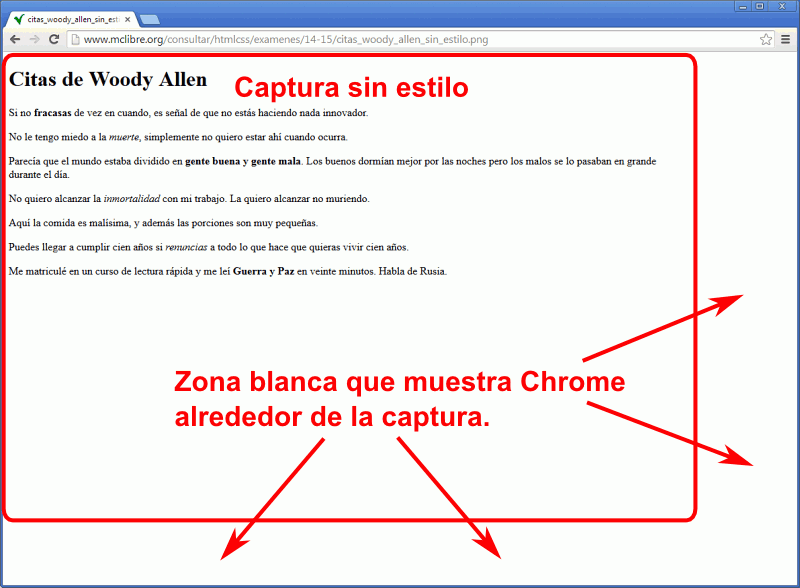 citas_woody_allen_sin_est
www.mclibre.org/consultar/htmlcss/examenes/14-15/citas_woody_allen_sin_estilo.png
Citas de Woody Allen
Captura sin estilo
Si no fracasas de vez en cuando, es señal de que no estás haciendo nada innovador.
No le tengo miedo a la muerte, simplemente no quiero estar ahí cuando ocurra.
Parecía que el mundo estaba dividido en gente buena y gente mala. Los buenos dormían mejor por las noches pero los malos se lo pasaban en grande
durante el día.
No quiero alcanzar la inmortalidad con mi trabajo. La quiero alcanzar no muriendo.
Aquí la comida es malísima, y además las porciones son muy pequeñas.
Puedes llegar a cumplir cien años si renuncias a todo lo que hace que quieras vivir cien años.
Me matriculé en un curso de lectura rápida y me leí Guerra y Paz en veinte minutos. Habla de Rusia.
Zona blanca que muestra Chrome
alrededor de la captura.